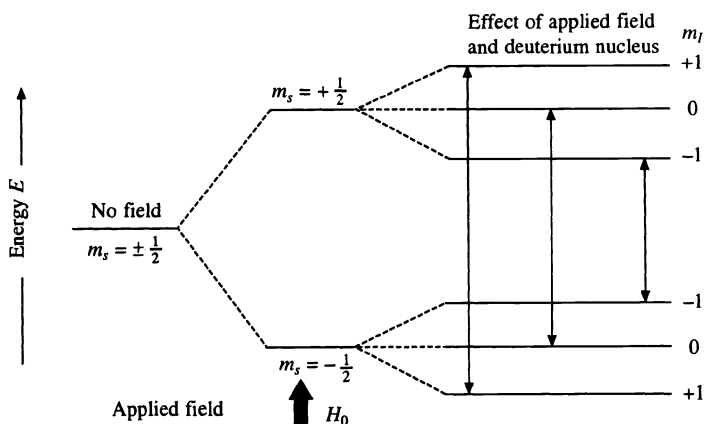 Effect of applied field
and deuterium nucleus
m_I
+1
m_s = + 1/2
0
−1
Energy E
No field
m_s = ± 1/2
−1
0
m_s = − 1/2
+1
Applied field
H_0